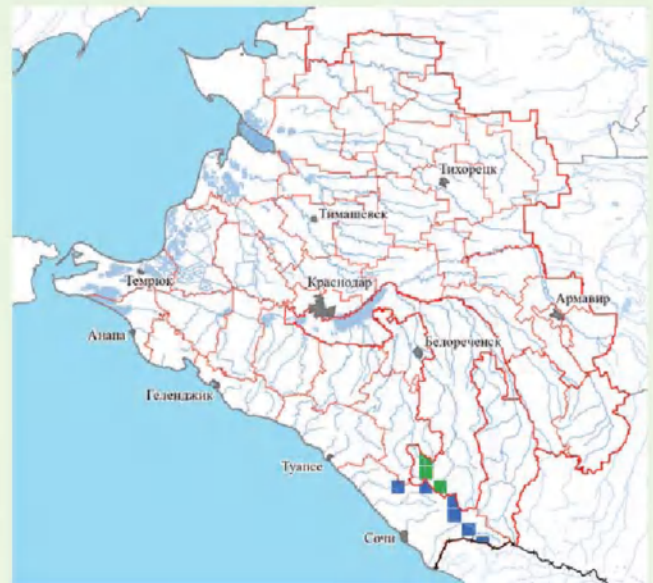 Тихорецк
Тимашевск
Темрюк
Краснодар
Армавир
Анапа
Белореченск
Геленджик
Туапсе
Сочи